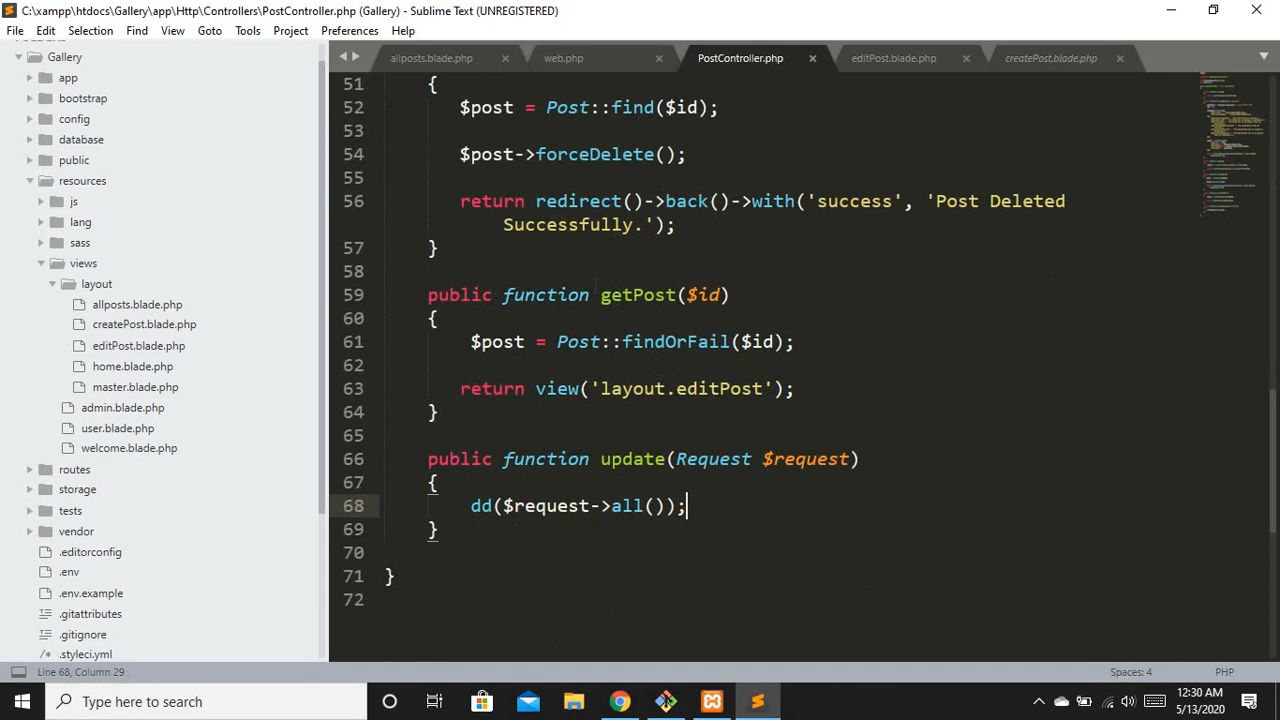 C:\xampp\htdocs\Gallery\app\Http\Controllers\PostController.php (Gallery) - Sublime Text (UNREGISTERED)
File Edit Selection Find View Goto Tools Project Preferences Help
Gallery
app
bootstrap
config
database
public
resources
js
lang
sass
views
layout
allposts.blade.php
createPost.blade.php
editPost.blade.php
home.blade.php
master.blade.php
admin.blade.php
user.blade.php
welcome.blade.php
routes
storage
tests
vendor
.editorconfig
.env
.env.example
.gitattributes
.gitignore
.styleci.yml
allposts.blade.php web.php PostController.php editPost.blade.php createPost.blade.php
51 {
52 $post = Post::find($id);
53
54 $post->forceDelete();
55
56 return redirect()->back()->with('success', 'Post Deleted
Successfully.');
57 }
58
59 public function getPost($id)
60 {
61 $post = Post::findOrFail($id);
62
63 return view('layout.editPost');
64 }
65
66 public function update(Request $request)
67 {
68 dd($request->all());
69 }
70
71 }
72
Line 68, Column 29 Spaces: 4 PHP
Type here to search
12:30 AM
5/13/2020